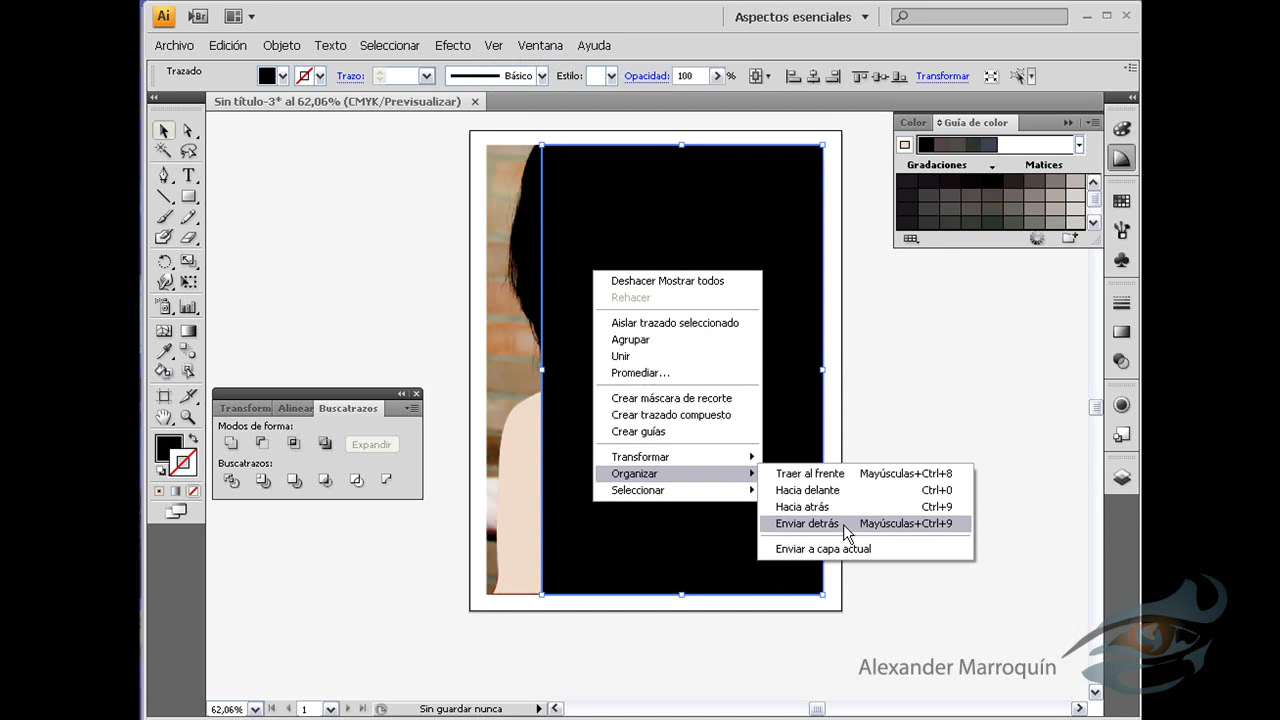 Ai
Br
Aspectos esenciales
Archivo Edición Objeto Texto Seleccionar Efecto Ver Ventana Ayuda
Trazado
Trazo:
Básico
Estilo:
Opacidad: 100 %
Transformar
Sin título-3* al 62,06% (CMYK/Previsualizar) ×
Color Guía de color
Gradaciones Matices
Deshacer Mostrar todos
Rehacer
Aislar trazado seleccionado
Agrupar
Unir
Promediar...
Crear máscara de recorte
Crear trazado compuesto
Crear guías
Transformar
Organizar
Seleccionar
Traer al frente Mayúsculas+Ctrl+8
Hacia delante Ctrl+0
Hacia atrás Ctrl+9
Enviar detrás Mayúsculas+Ctrl+9
Enviar a capa actual
Transform Alinear Buscatrazos
Modos de forma:
Expandir
Buscatrazos:
Alexander Marroquín
62,06% 1 Sin guardar nunca